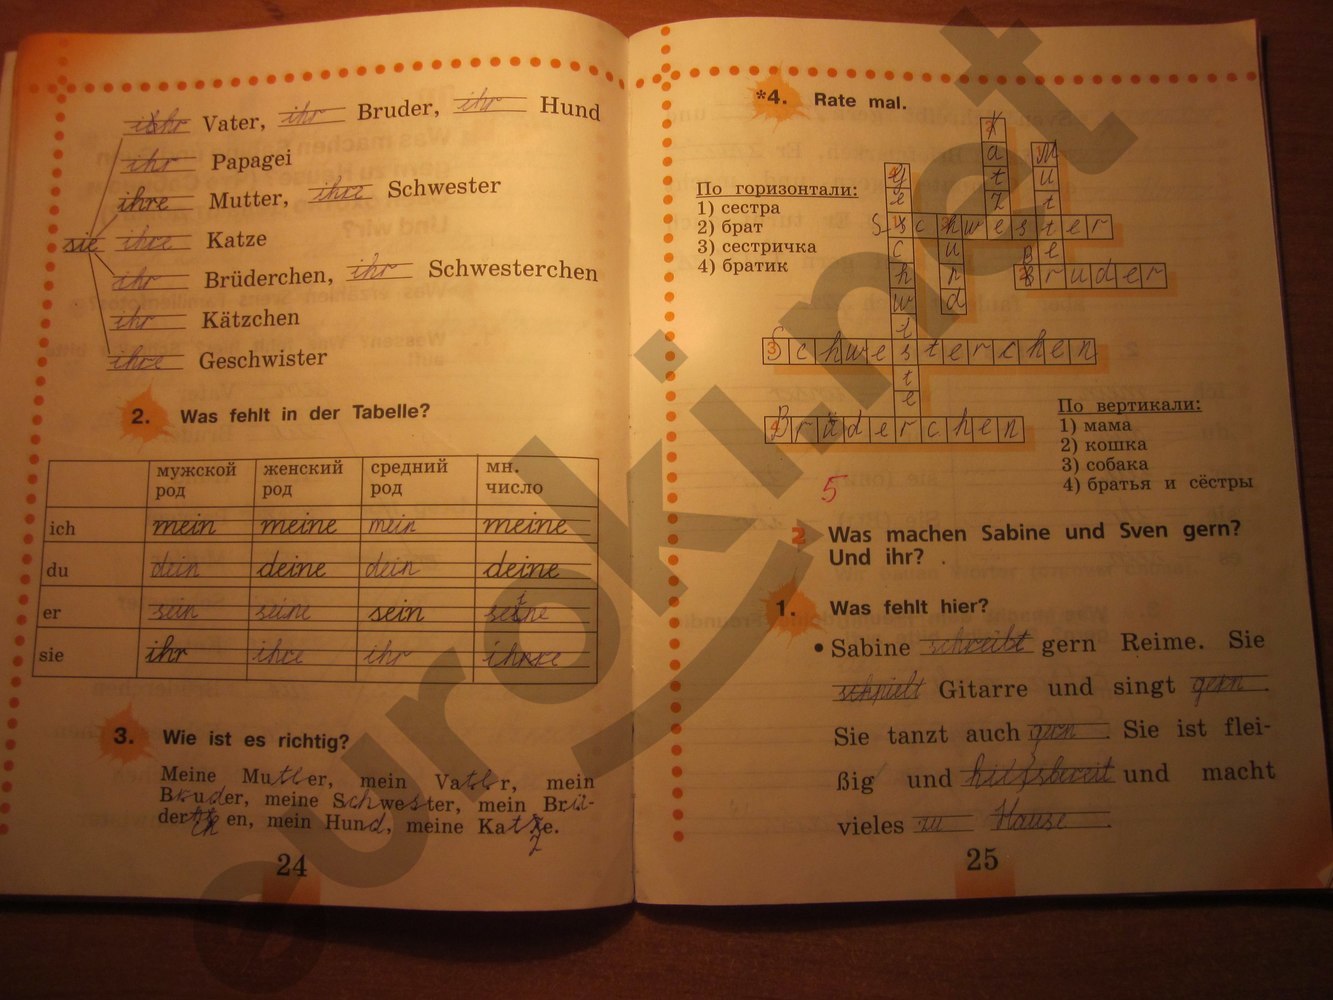 ihr Vater, ihr Bruder, ihr Hund
ihr Papagei
ihre Mutter, ihre Schwester
sie ihre Katze
ihr Brüderchen, ihr Schwesterchen
ihr Kätzchen
ihre Geschwister
2. Was fehlt in der Tabelle?
мужской род женский род средний род мн. число
ich mein meine mein meine
du dein deine dein deine
er sein seine sein seine
sie ihr ihre ihr ihre
3. Wie ist es richtig?
Meine Mutter, mein Vater, mein
Bruder, meine Schwester, mein Brü-
derchen, mein Hund, meine Katze.
24
*4. Rate mal.
По горизонтали:
1) сестра
2) брат
3) сестричка
4) братик
Schwester
Bruder
3 Schwesterchen
4 Brüderchen
По вертикали:
1) мама
2) кошка
3) собака
4) братья и сёстры
5
2 Was machen Sabine und Sven gern?
Und ihr?
1. Was fehlt hier?
• Sabine schreibt gern Reime. Sie
schpielt Gitarre und singt gern.
Sie tanzt auch gern. Sie ist flei-
ßig und hilfsbereit und macht
vieles zu Hause.
25
euroki.net